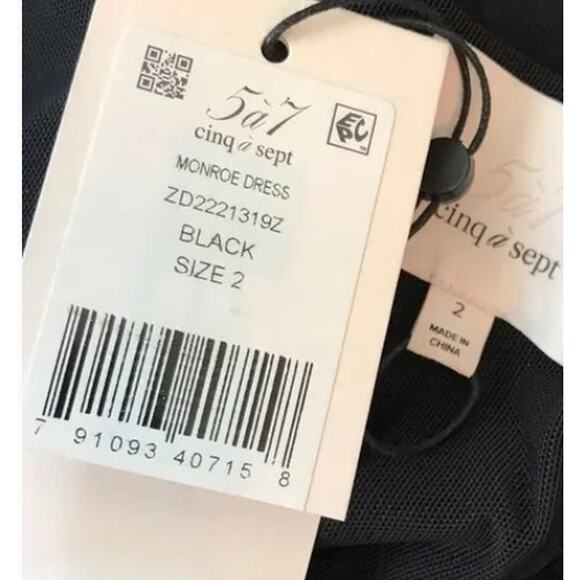 5à7
cinq à sept
EPC
MONROE DRESS
ZD2221319Z
BLACK
SIZE 2
7 91093 40715 8
5à7
cinq à sept
2
MADE IN
CHINA